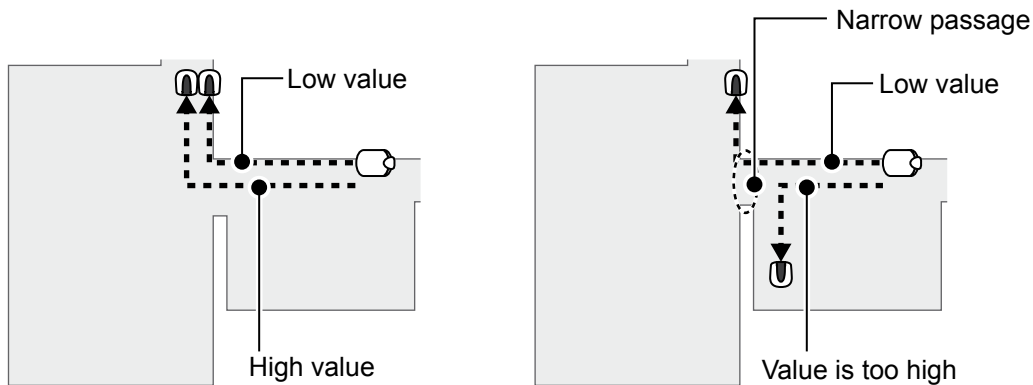 Narrow passage
Low value
Low value
High value
Value is too high